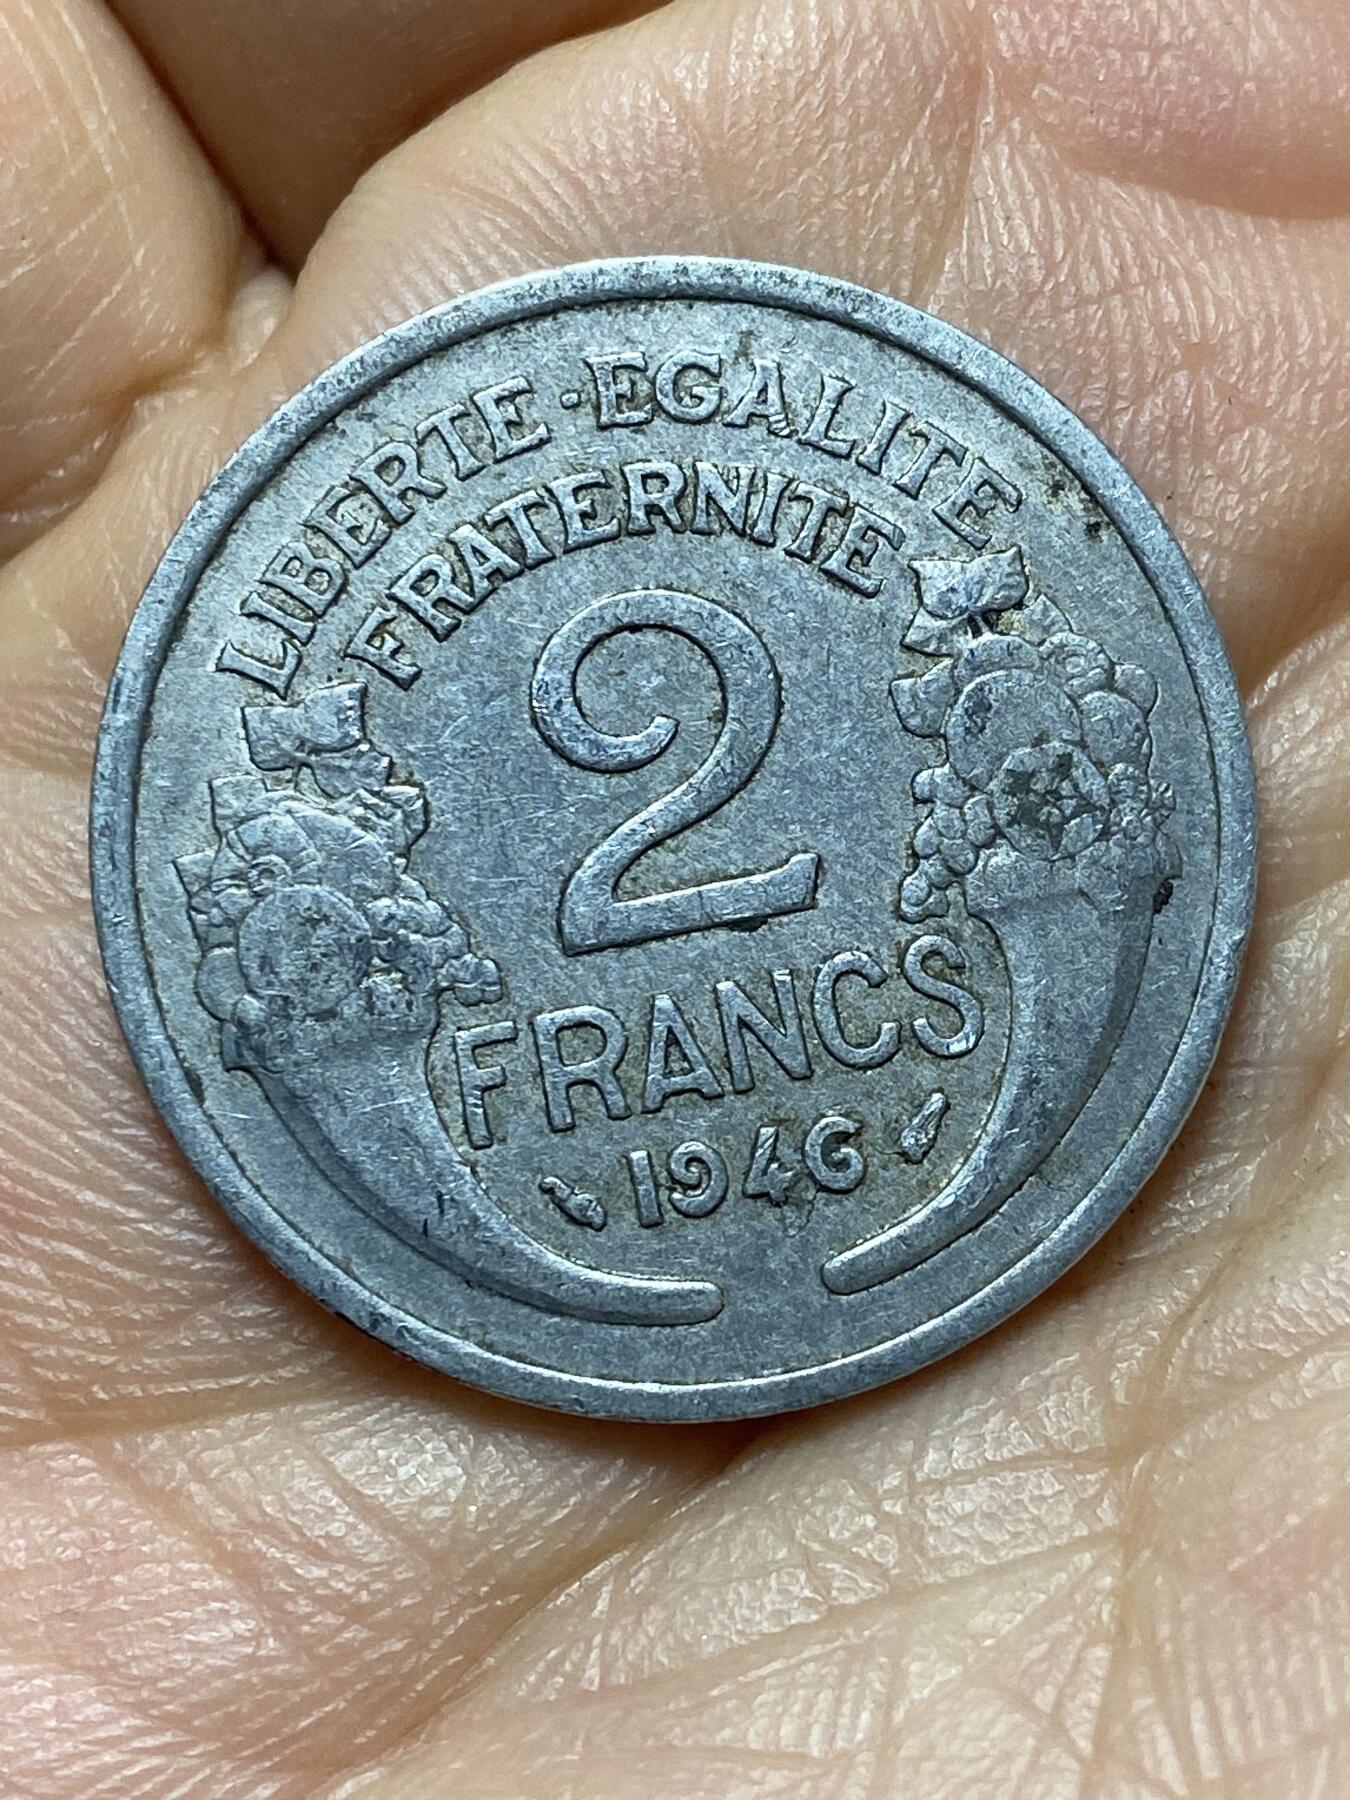 LIBERTE·EGALITE
FRATERNITE
2
FRANCS
1946